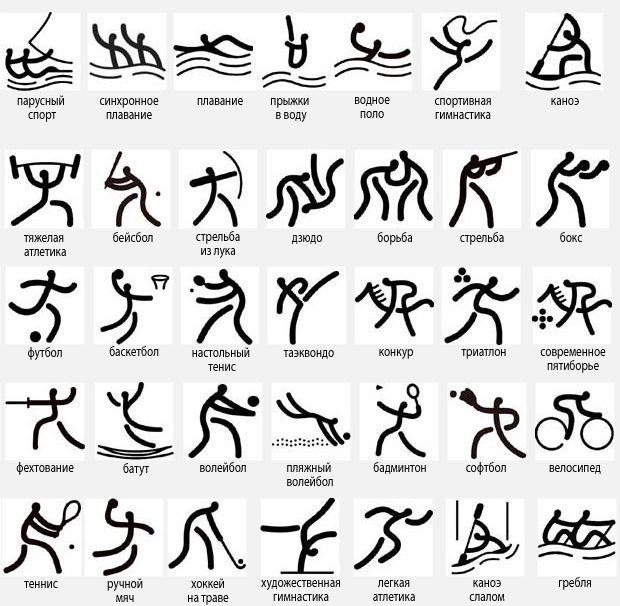 парусный
спорт
синхронное
плавание
плавание
прыжки
в воду
водное
поло
спортивная
гимнастика
каноэ
тяжелая
атлетика
бейсбол
стрельба
из лука
дзюдо
борьба
стрельба
бокс
футбол
баскетбол
настольный
тенис
таэквондо
конкур
триатлон
современное
пятиборье
фехтование
батут
волейбол
пляжный
волейбол
бадминтон
софтбол
велосипед
теннис
ручной
мяч
хоккей
на траве
художественная
гимнастика
легкая
атлетика
каноэ
слалом
гребля